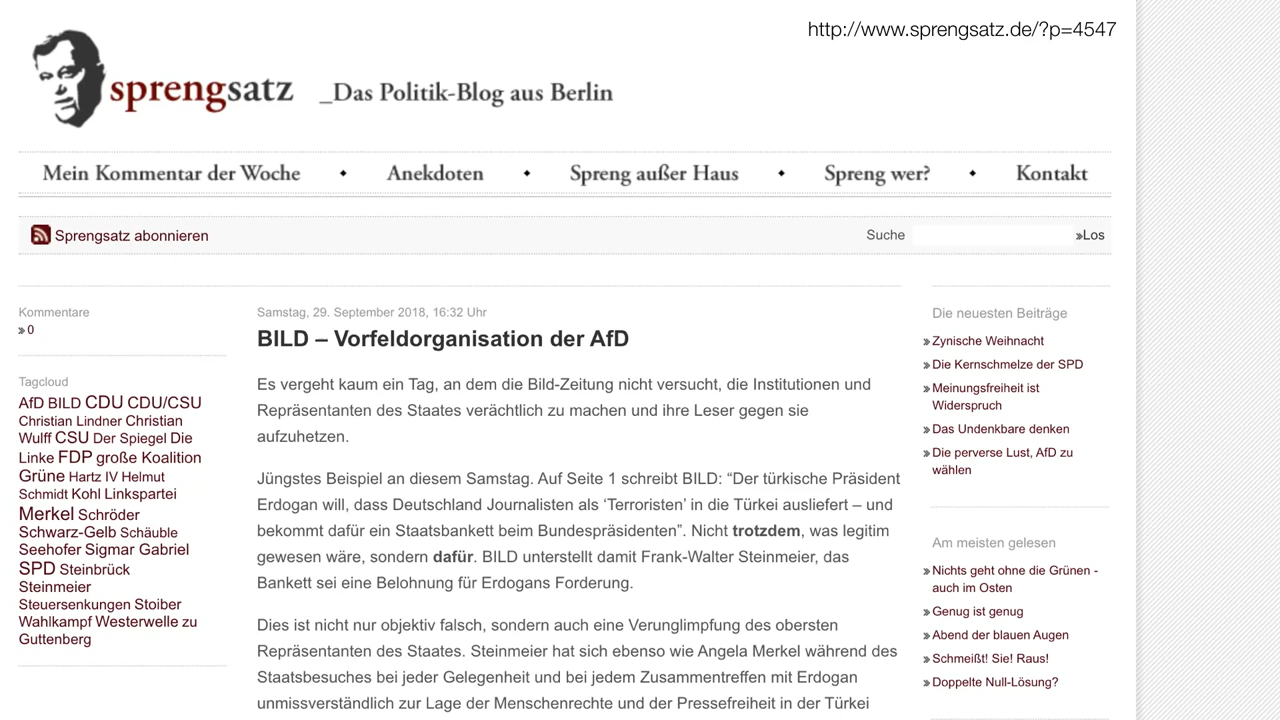 http://www.sprengsatz.de/?p=4547
sprengsatz _Das Politik-Blog aus Berlin
Mein Kommentar der Woche ⬩ Anekdoten ⬩ Spreng außer Haus ⬩ Spreng wer? ⬩ Kontakt
Sprengsatz abonnieren
Suche »Los
Kommentare
» 0
Tagcloud
AfD BILD CDU CDU/CSU
Christian Lindner Christian
Wulff CSU Der Spiegel Die
Linke FDP große Koalition
Grüne Hartz IV Helmut
Schmidt Kohl Linkspartei
Merkel Schröder
Schwarz-Gelb Schäuble
Seehofer Sigmar Gabriel
SPD Steinbrück
Steinmeier
Steuersenkungen Stoiber
Wahlkampf Westerwelle zu
Guttenberg
Samstag, 29. September 2018, 16:32 Uhr
BILD – Vorfeldorganisation der AfD
Es vergeht kaum ein Tag, an dem die Bild-Zeitung nicht versucht, die Institutionen und
Repräsentanten des Staates verächtlich zu machen und ihre Leser gegen sie
aufzuhetzen.
Jüngstes Beispiel an diesem Samstag. Auf Seite 1 schreibt BILD: “Der türkische Präsident
Erdogan will, dass Deutschland Journalisten als ‘Terroristen’ in die Türkei ausliefert – und
bekommt dafür ein Staatsbankett beim Bundespräsidenten”. Nicht trotzdem, was legitim
gewesen wäre, sondern dafür. BILD unterstellt damit Frank-Walter Steinmeier, das
Bankett sei eine Belohnung für Erdogans Forderung.
Dies ist nicht nur objektiv falsch, sondern auch eine Verunglimpfung des obersten
Repräsentanten des Staates. Steinmeier hat sich ebenso wie Angela Merkel während des
Staatsbesuches bei jeder Gelegenheit und bei jedem Zusammentreffen mit Erdogan
unmissverständlich zur Lage der Menschenrechte und der Pressefreiheit in der Türkei
Die neuesten Beiträge
» Zynische Weihnacht
» Die Kernschmelze der SPD
» Meinungsfreiheit ist
Widerspruch
» Das Undenkbare denken
» Die perverse Lust, AfD zu
wählen
Am meisten gelesen
» Nichts geht ohne die Grünen -
auch im Osten
» Genug ist genug
» Abend der blauen Augen
» Schmeißt! Sie! Raus!
» Doppelte Null-Lösung?